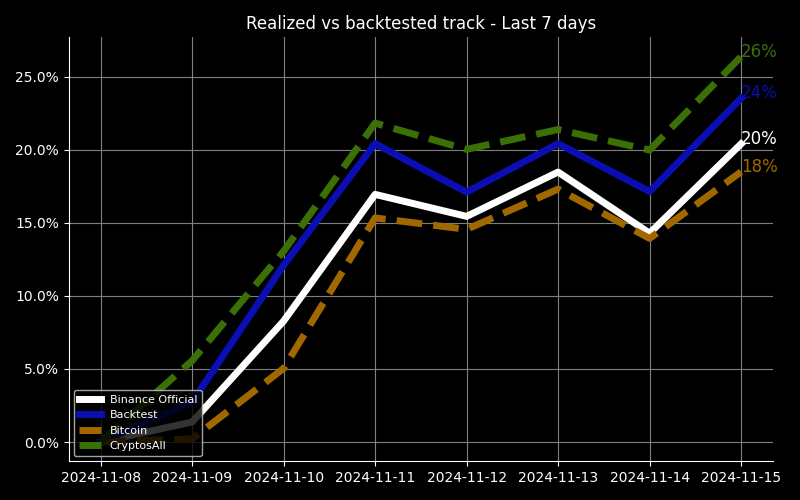 Realized vs backtested track - Last 7 days
26%
25.0%
24%
20.0%
20%
18%
15.0%
10.0%
5.0%
0.0%
Binance Official
Backtest
Bitcoin
CryptosAll
2024-11-08 2024-11-09 2024-11-10 2024-11-11 2024-11-12 2024-11-13 2024-11-14 2024-11-15